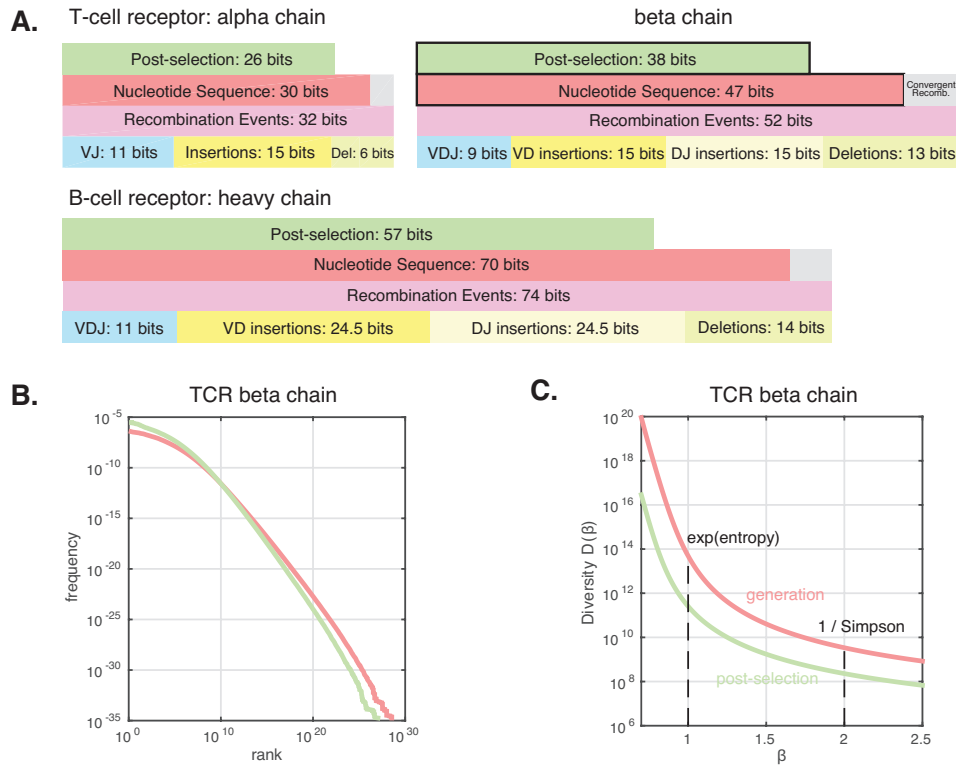 A.
T-cell receptor: alpha chain
Post-selection: 26 bits
Nucleotide Sequence: 30 bits
Recombination Events: 32 bits
VJ: 11 bits
Insertions: 15 bits
Del: 6 bits
beta chain
Post-selection: 38 bits
Nucleotide Sequence: 47 bits
Convergent
Recomb.
Recombination Events: 52 bits
VDJ: 9 bits
VD insertions: 15 bits
DJ insertions: 15 bits
Deletions: 13 bits
B-cell receptor: heavy chain
Post-selection: 57 bits
Nucleotide Sequence: 70 bits
Recombination Events: 74 bits
VDJ: 11 bits
VD insertions: 24.5 bits
DJ insertions: 24.5 bits
Deletions: 14 bits
B.
TCR beta chain
frequency
10^-5
10^-10
10^-15
10^-20
10^-25
10^-30
10^-35
10^0
10^10
10^20
10^30
rank
C.
TCR beta chain
Diversity D(β)
10^20
10^18
10^16
10^14
10^12
10^10
10^8
10^6
exp(entropy)
generation
1 / Simpson
post-selection
1
1.5
2
2.5
β